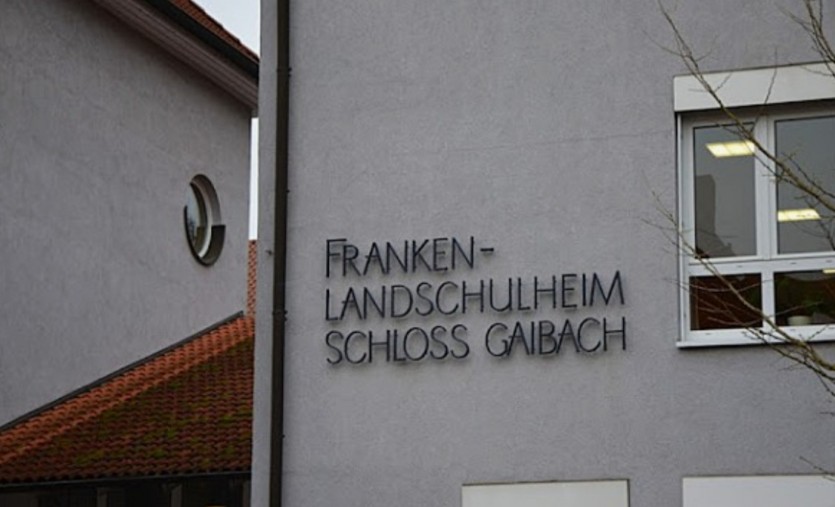 FRANKEN-
LANDSCHULHEIM
SCHLOSS GAIBACH